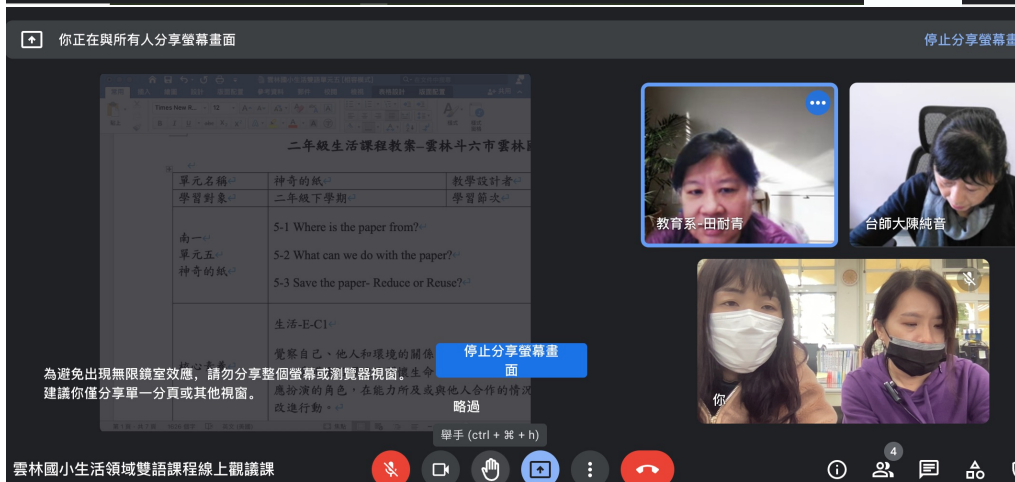 你正在與所有人分享螢幕畫面
停止分享螢幕畫
Times New R...
12
二年級生活課程教案–雲林斗六市雲林
單元名稱
神奇的紙
教學設計者
學習對象
二年級下學期
學習節次
南一
單元五
神奇的紙
5-1 Where is the paper from?
5-2 What can we do with the paper?
5-3 Save the paper- Reduce or Reuse?
生活-E-C1
覺察自己、他人和環境的關係
應扮演的角色，在能力所及或與他人合作的情況
改進行動。
為避免出現無限鏡室效應，請勿分享整個螢幕或瀏覽器視窗。
建議你僅分享單一分頁或其他視窗。
停止分享螢幕畫
面
略過
教育系-田耐青
台師大陳純音
你
舉手 (ctrl + ⌘ + h)
雲林國小生活領域雙語課程線上觀議課
4